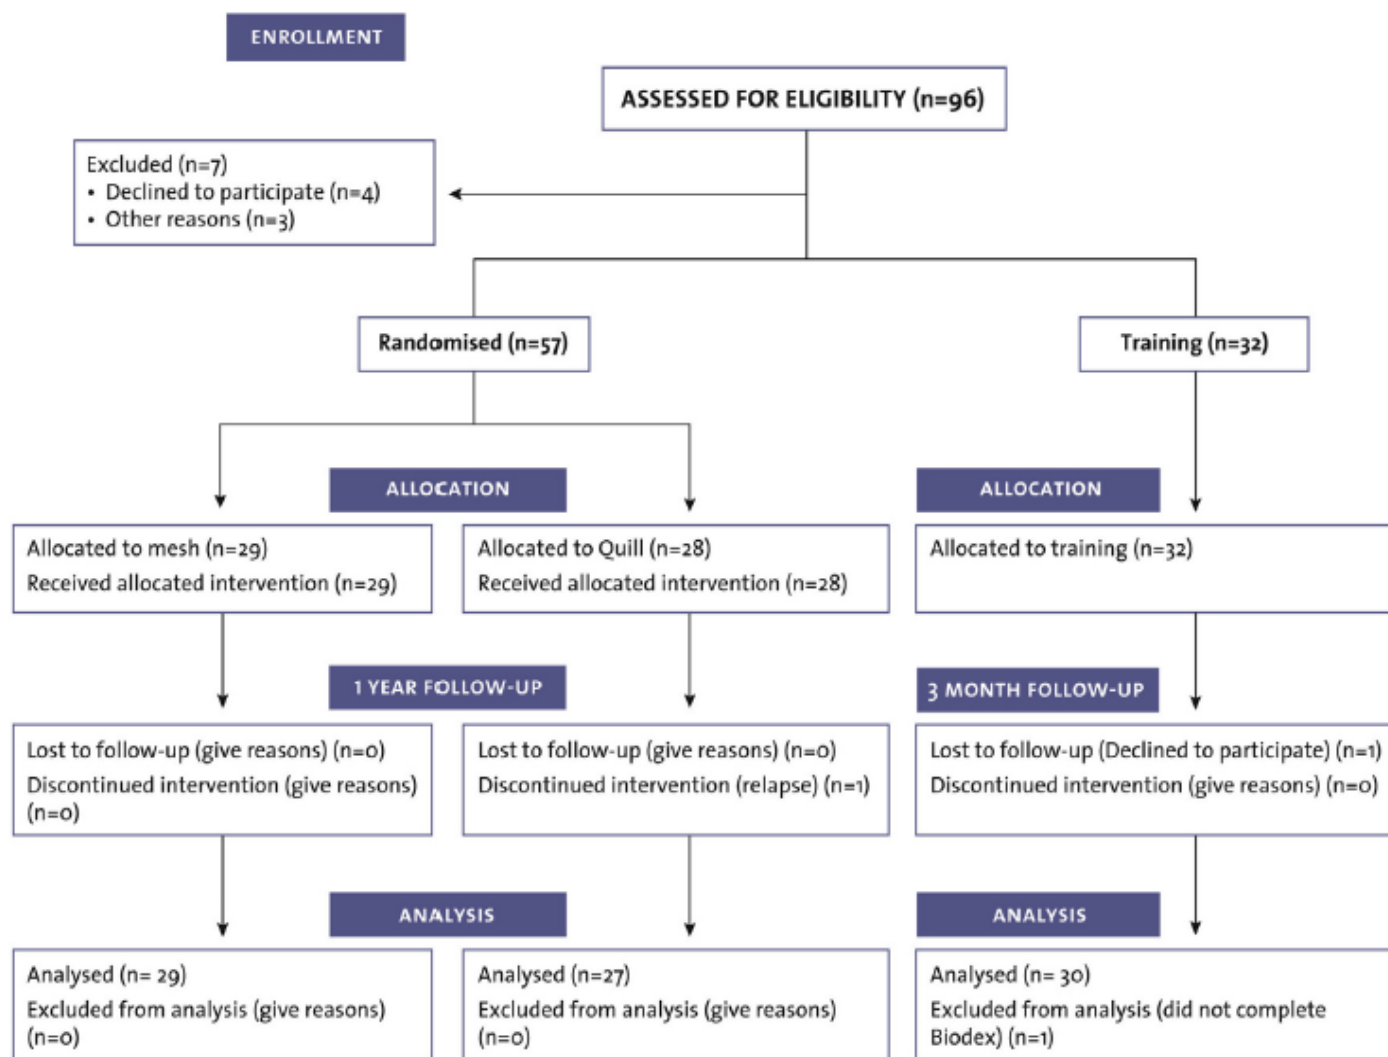 ENROLLMENT
ASSESSED FOR ELIGIBILITY (n=96)
Excluded (n=7)
• Declined to participate (n=4)
• Other reasons (n=3)
Randomised (n=57)
Training (n=32)
ALLOCATION
ALLOCATION
Allocated to mesh (n=29)
Received allocated intervention (n=29)
Allocated to Quill (n=28)
Received allocated intervention (n=28)
Allocated to training (n=32)
1 YEAR FOLLOW-UP
3 MONTH FOLLOW-UP
Lost to follow-up (give reasons) (n=0)
Discontinued intervention (give reasons)
(n=0)
Lost to follow-up (give reasons) (n=0)
Discontinued intervention (relapse) (n=1)
Lost to follow-up (Declined to participate) (n=1)
Discontinued intervention (give reasons) (n=0)
ANALYSIS
ANALYSIS
Analysed (n= 29)
Excluded from analysis (give reasons)
(n=0)
Analysed (n=27)
Excluded from analysis (give reasons)
(n=0)
Analysed (n= 30)
Excluded from analysis (did not complete
Biodex) (n=1)